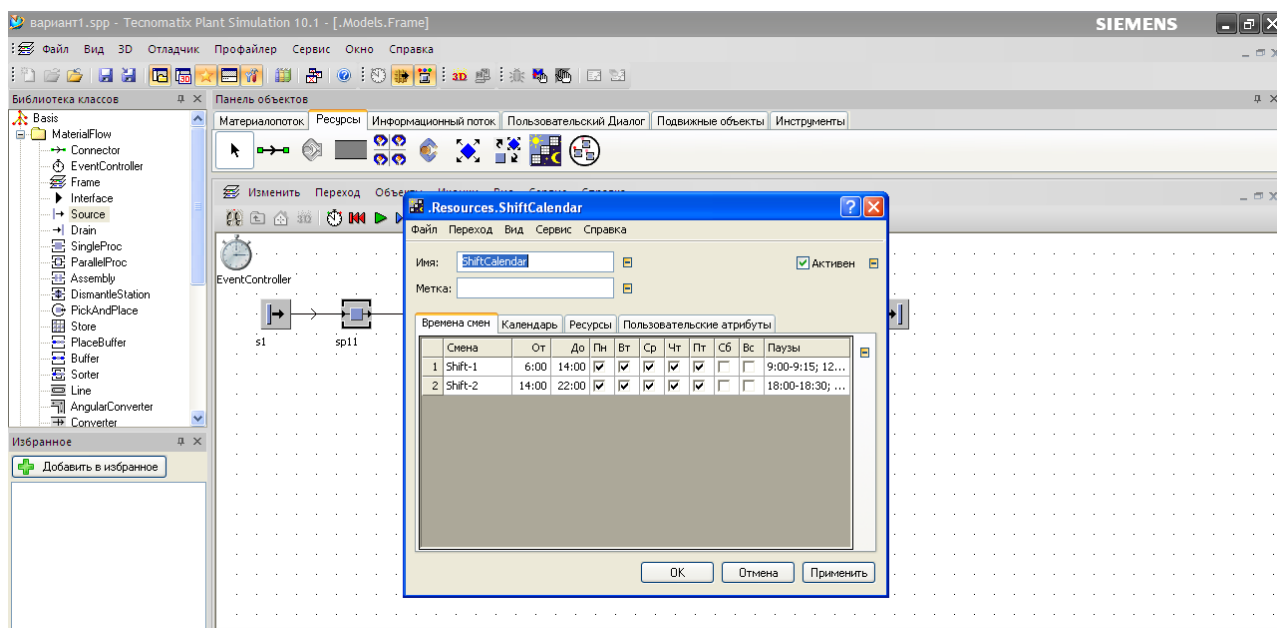 вариант1.spp - Tecnomatix Plant Simulation 10.1 - [.Models.Frame] SIEMENS
Файл Вид 3D Отладчик Профайлер Сервис Окно Справка
3D
Библиотека классов
Панель объектов
Basis
MaterialFlow
Connector
EventController
Frame
Interface
Source
Drain
SingleProc
ParallelProc
Assembly
DismantleStation
PickAndPlace
Store
PlaceBuffer
Buffer
Sorter
Line
AngularConverter
Converter
Избранное
Добавить в избранное
Материалопоток Ресурсы Информационный поток Пользовательский Диалог Подвижные объекты Инструменты
Изменить Переход
EventController
s1 sp11
.Resources.ShiftCalendar
Файл Переход Вид Сервис Справка
Имя: ShiftCalendar Активен
Метка:
Времена смен Календарь Ресурсы Пользовательские атрибуты
Смена От До Пн Вт Ср Чт Пт Сб Вс Паузы
1 Shift-1 6:00 14:00 9:00-9:15; 12...
2 Shift-2 14:00 22:00 18:00-18:30; ...
OK Отмена Применить